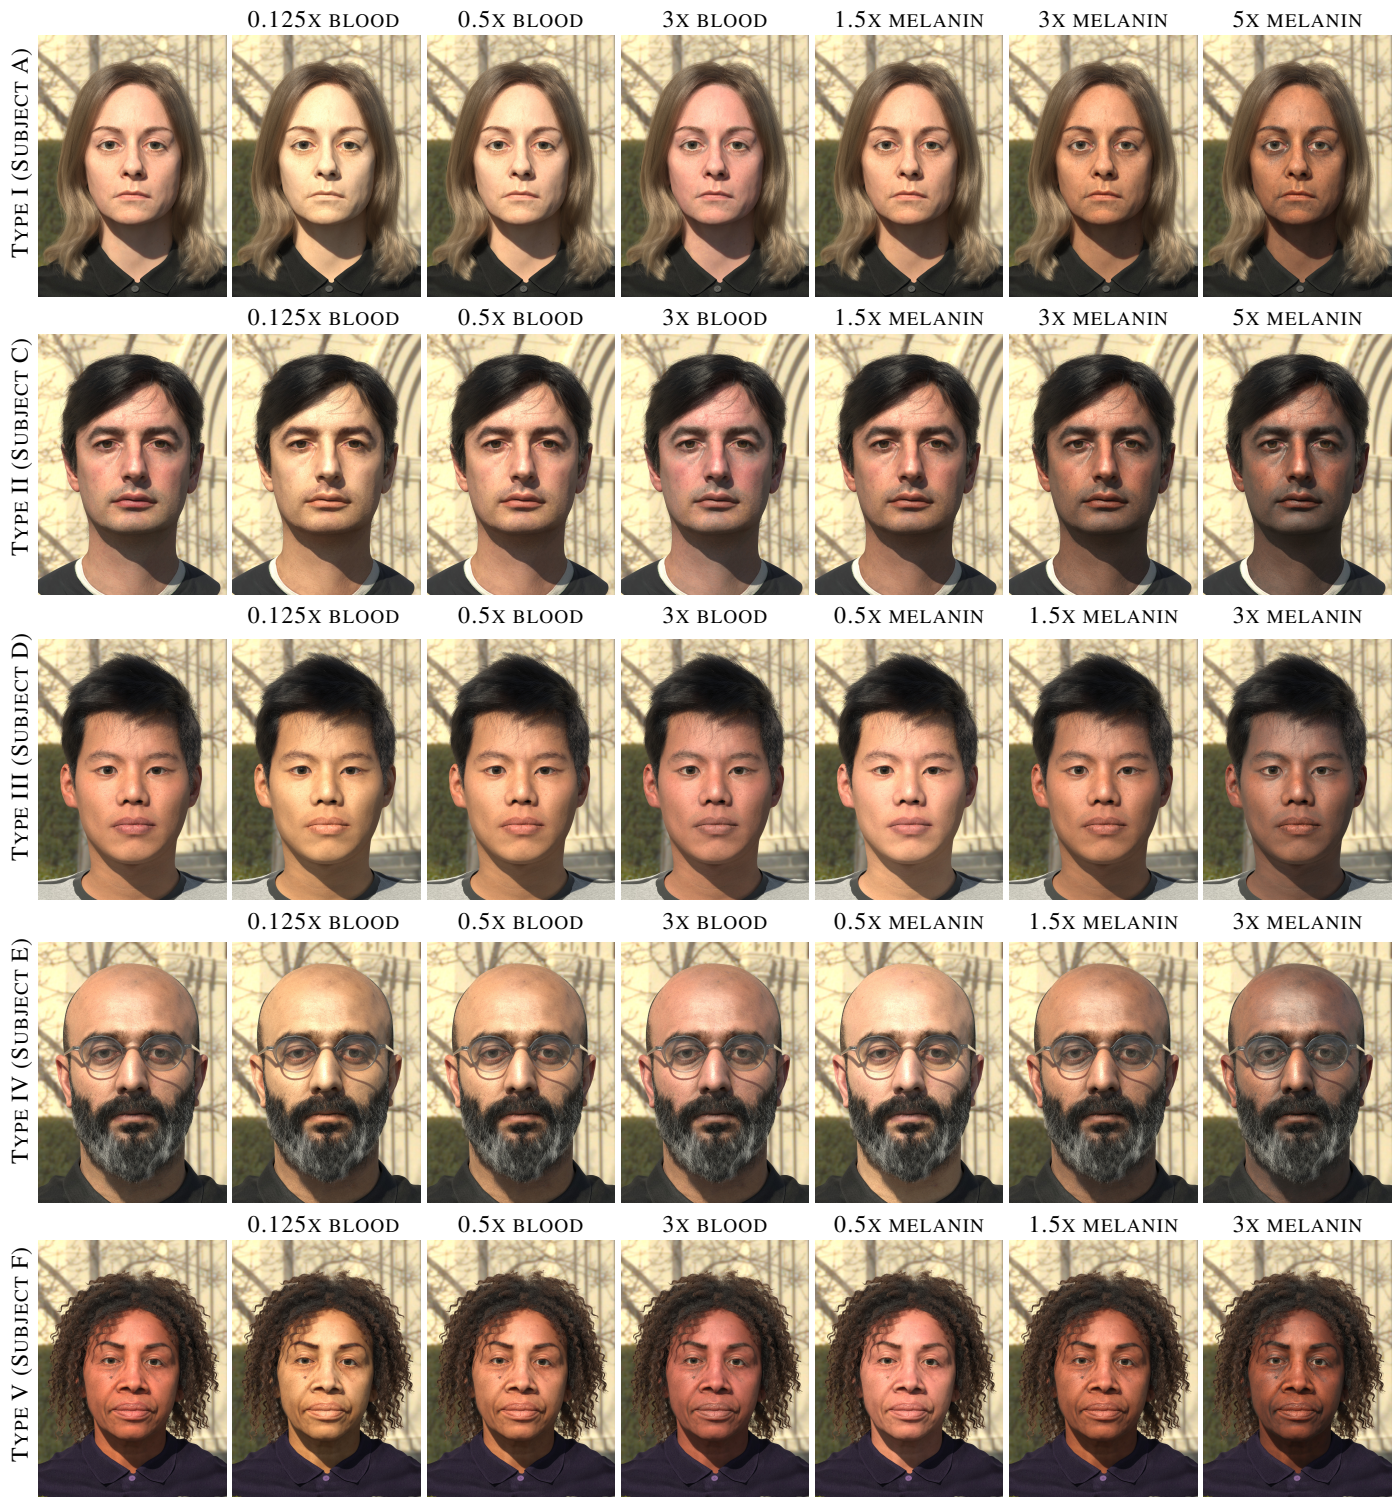 0.125X BLOOD 0.5X BLOOD 3X BLOOD 1.5X MELANIN 3X MELANIN 5X MELANIN
TYPE I (SUBJECT A)
0.125X BLOOD 0.5X BLOOD 3X BLOOD 1.5X MELANIN 3X MELANIN 5X MELANIN
TYPE II (SUBJECT C)
0.125X BLOOD 0.5X BLOOD 3X BLOOD 0.5X MELANIN 1.5X MELANIN 3X MELANIN
TYPE III (SUBJECT D)
0.125X BLOOD 0.5X BLOOD 3X BLOOD 0.5X MELANIN 1.5X MELANIN 3X MELANIN
TYPE IV (SUBJECT E)
0.125X BLOOD 0.5X BLOOD 3X BLOOD 0.5X MELANIN 1.5X MELANIN 3X MELANIN
TYPE V (SUBJECT F)